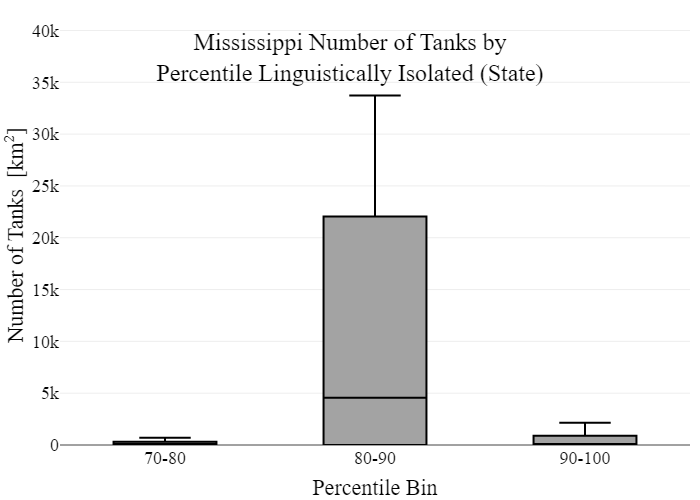 Mississippi Number of Tanks by
Percentile Linguistically Isolated (State)
Number of Tanks [km²]
40k
35k
30k
25k
20k
15k
10k
5k
0
70-80
80-90
90-100
Percentile Bin